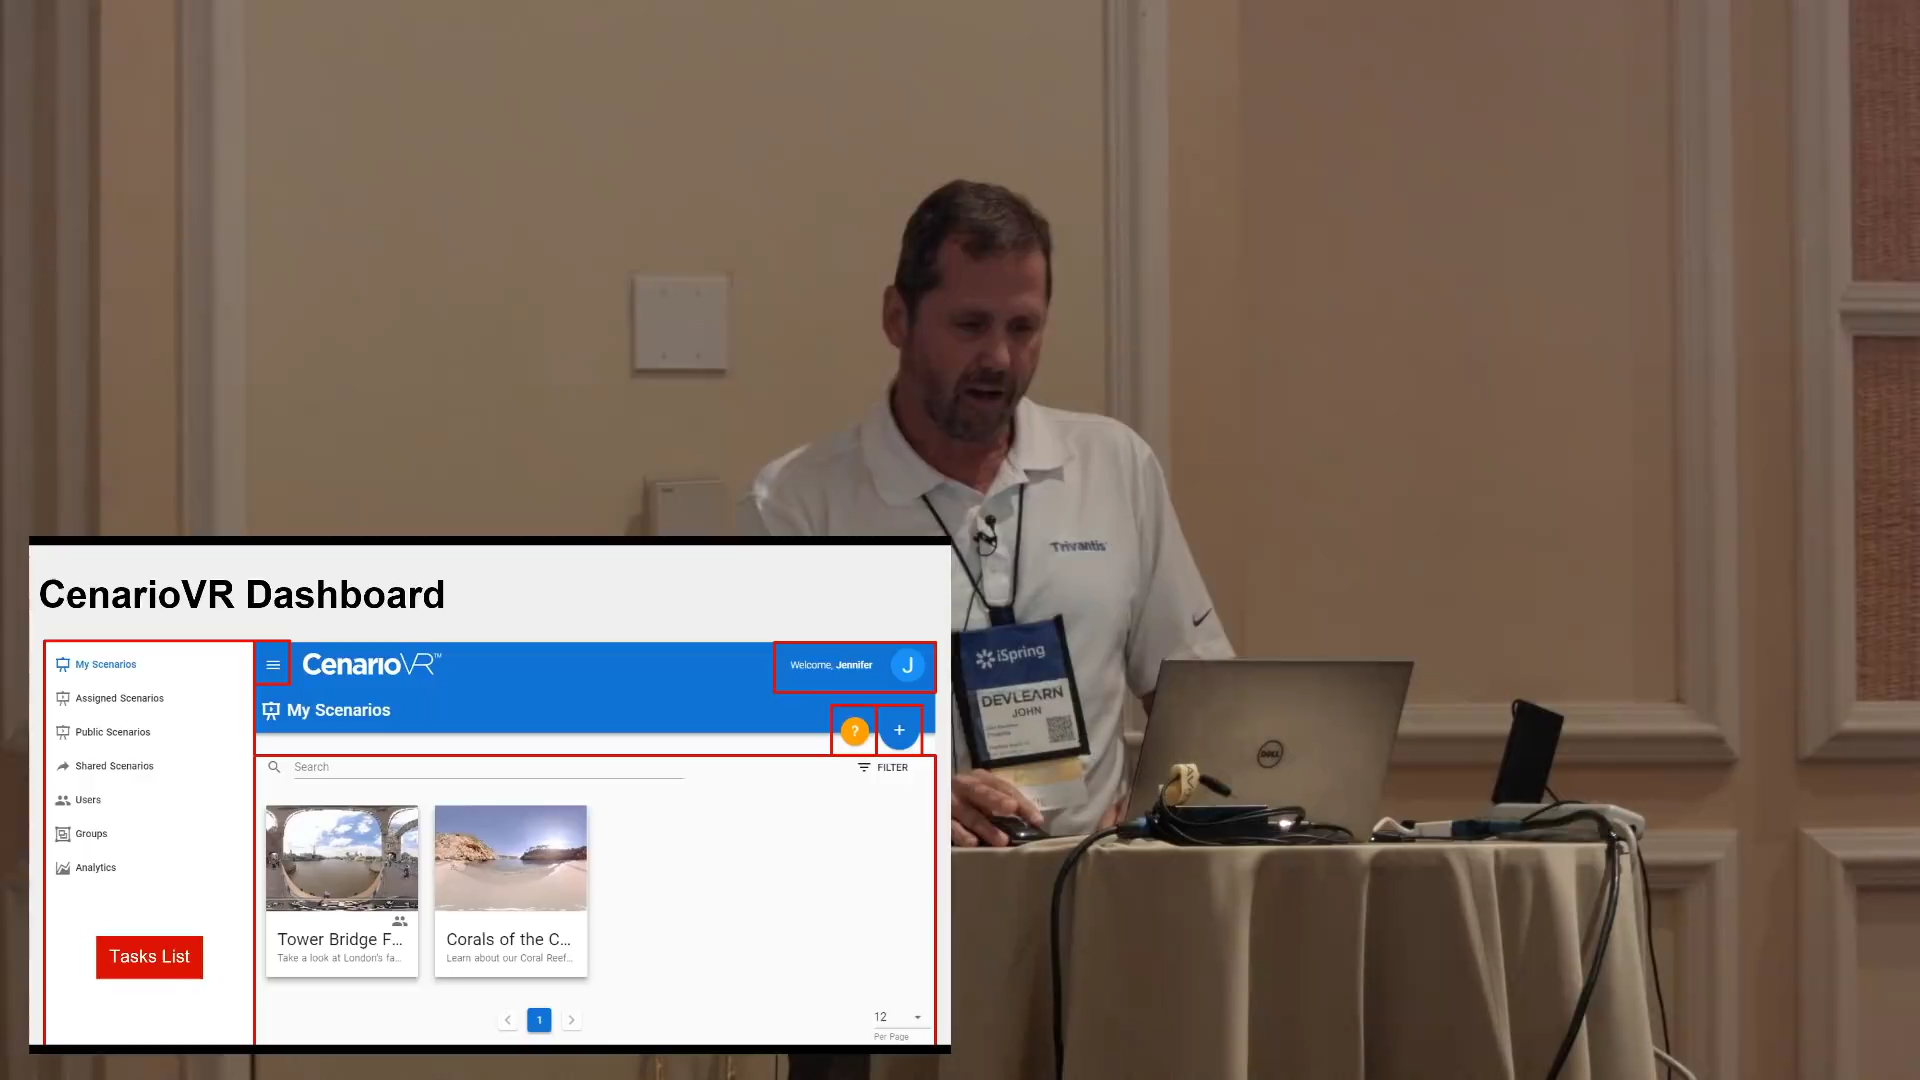 Trivantis
iSpring
DEVLEARN
JOHN
DELL
CenarioVR Dashboard
My Scenarios
Assigned Scenarios
Public Scenarios
Shared Scenarios
Users
Groups
Analytics
Tasks List
CenarioVR™
Welcome, Jennifer
J
My Scenarios
?
+
Search
FILTER
Tower Bridge F...
Take a look at London's fa...
Corals of the C...
Learn about our Coral Reef...
< 1 >
12
Per Page